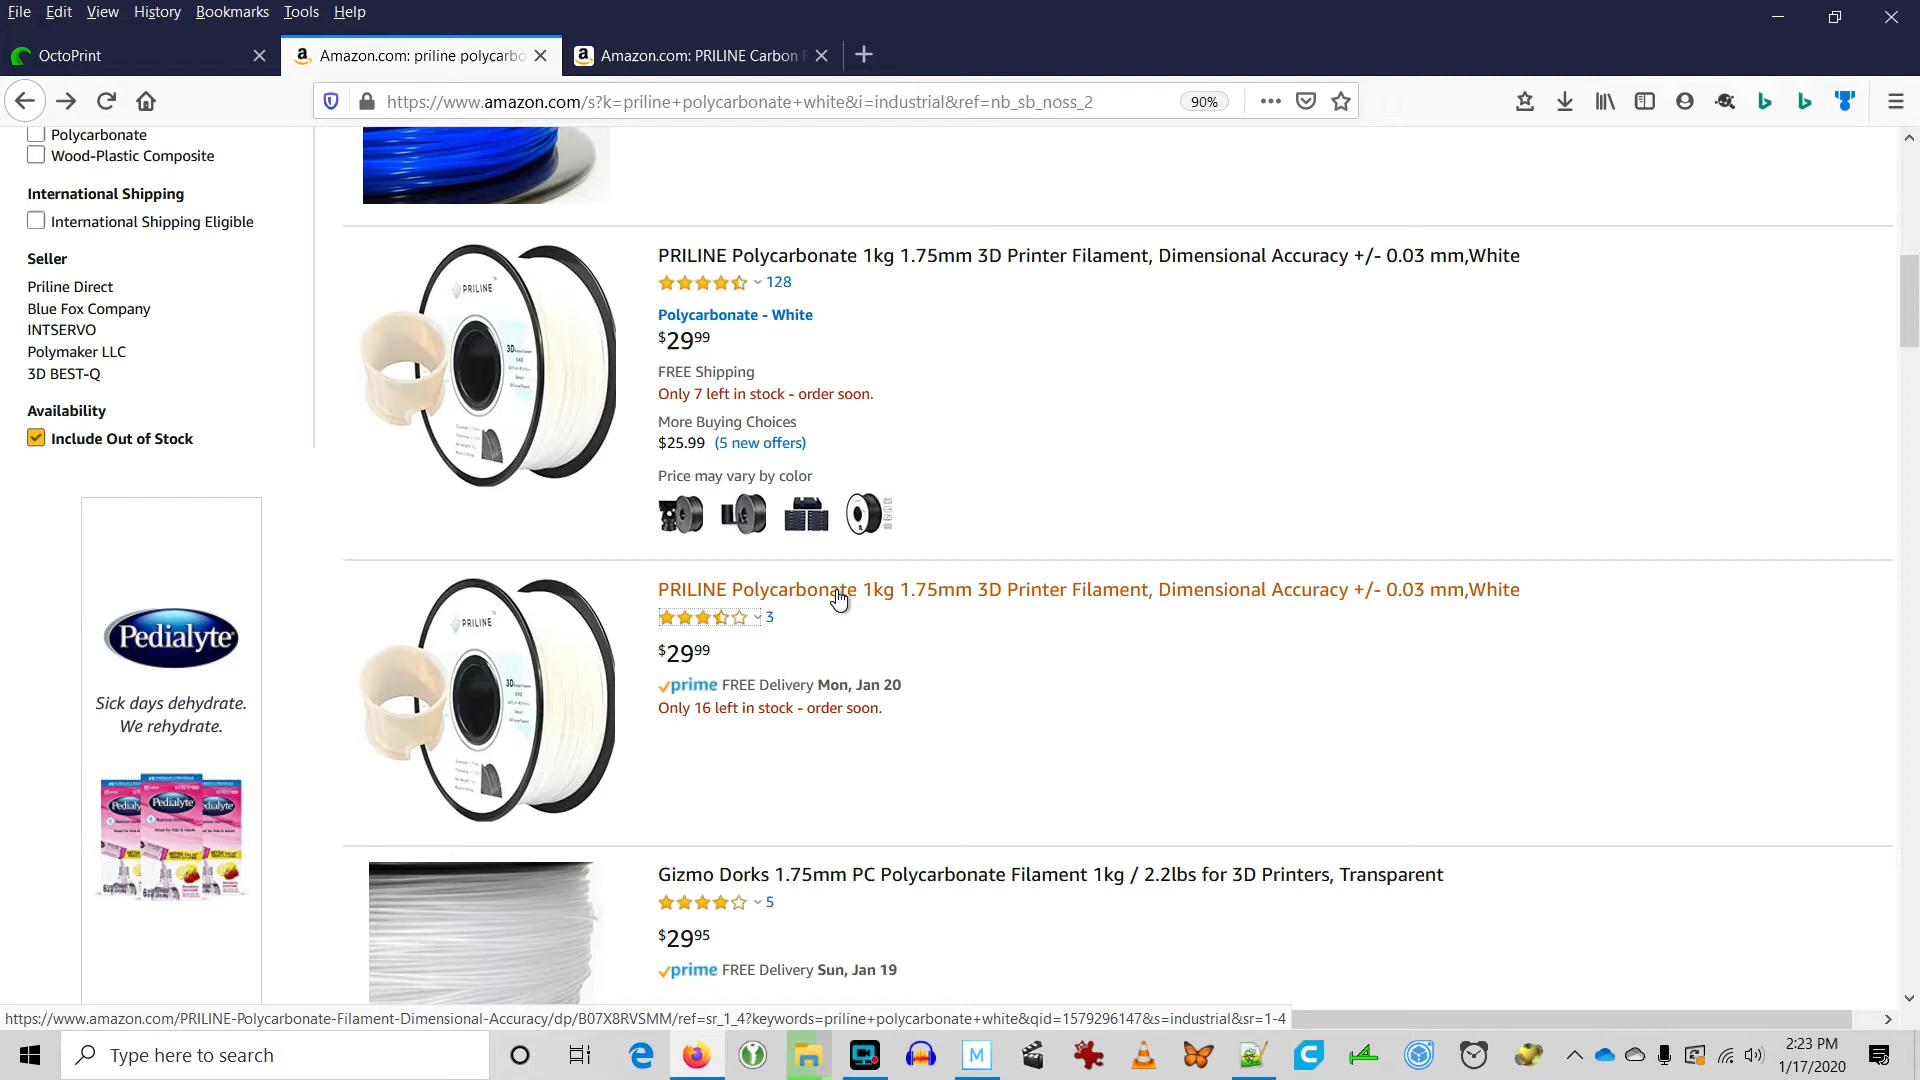 File Edit View History Bookmarks Tools Help
OctoPrint
Amazon.com: priline polycarbo
Amazon.com: PRILINE Carbon F
https://www.amazon.com/s?k=priline+polycarbonate+white&i=industrial&ref=nb_sb_noss_2
90%
Polycarbonate
Wood-Plastic Composite
International Shipping
International Shipping Eligible
Seller
Priline Direct
Blue Fox Company
INTSERVO
Polymaker LLC
3D BEST-Q
Availability
Include Out of Stock
Pedialyte
Sick days dehydrate.
We rehydrate.
PRILINE
PRILINE Polycarbonate 1kg 1.75mm 3D Printer Filament, Dimensional Accuracy +/- 0.03 mm,White
128
Polycarbonate - White
$29 99
FREE Shipping
Only 7 left in stock - order soon.
More Buying Choices
$25.99 (5 new offers)
Price may vary by color
PRILINE
PRILINE Polycarbonate 1kg 1.75mm 3D Printer Filament, Dimensional Accuracy +/- 0.03 mm,White
3
$29 99
prime FREE Delivery Mon, Jan 20
Only 16 left in stock - order soon.
Gizmo Dorks 1.75mm PC Polycarbonate Filament 1kg / 2.2lbs for 3D Printers, Transparent
5
$29 95
prime FREE Delivery Sun, Jan 19
https://www.amazon.com/PRILINE-Polycarbonate-Filament-Dimensional-Accuracy/dp/B07X8RVSMM/ref=sr_1_4?keywords=priline+polycarbonate+white&qid=1579296147&s=industrial&sr=1-4
Type here to search
2:23 PM
1/17/2020